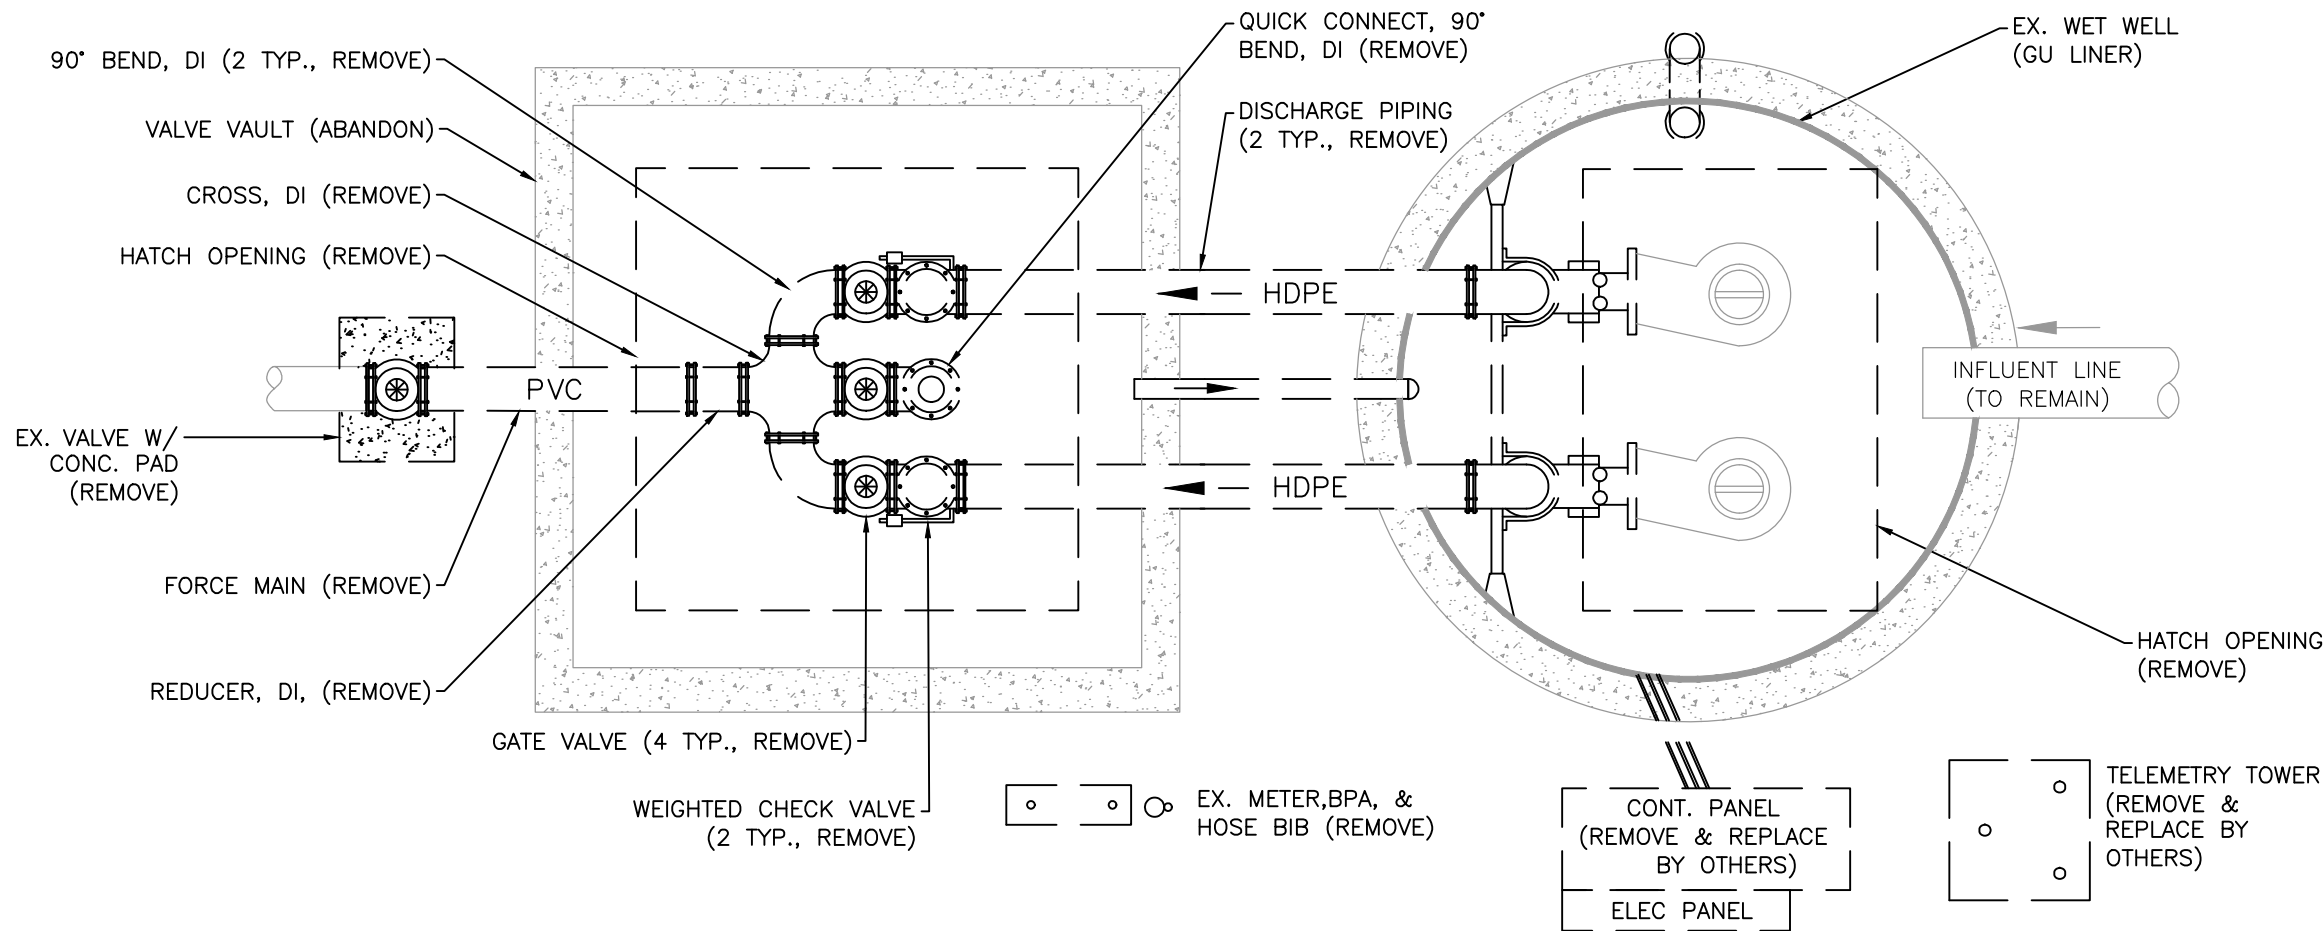 90° BEND, DI (2 TYP., REMOVE)
VALVE VAULT (ABANDON)
CROSS, DI (REMOVE)
HATCH OPENING (REMOVE)
EX. VALVE W/
CONC. PAD
(REMOVE)
FORCE MAIN (REMOVE)
REDUCER, DI, (REMOVE)
GATE VALVE (4 TYP., REMOVE)
WEIGHTED CHECK VALVE
(2 TYP., REMOVE)
PVC
QUICK CONNECT, 90°
BEND, DI (REMOVE)
DISCHARGE PIPING
(2 TYP., REMOVE)
HDPE
HDPE
EX. WET WELL
(GU LINER)
INFLUENT LINE
(TO REMAIN)
HATCH OPENING
(REMOVE)
EX. METER,BPA, &
HOSE BIB (REMOVE)
CONT. PANEL
(REMOVE & REPLACE
BY OTHERS)
ELEC PANEL
TELEMETRY TOWER
(REMOVE &
REPLACE BY
OTHERS)